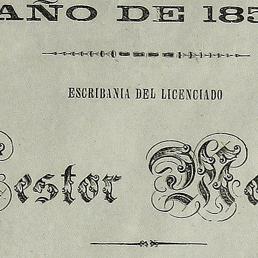 AÑO DE 185
ESCRIBANIA DEL LICENCIADO
estor